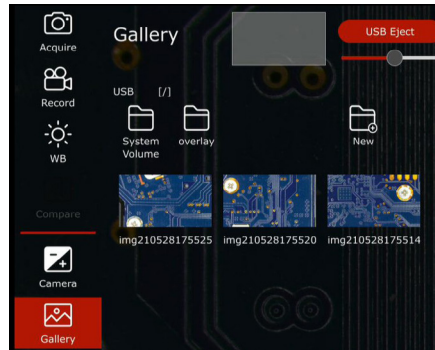 Acquire
Record
WB
Compare
Camera
Gallery
Gallery
USB Eject
USB [/]
System Volume
overlay
New
img210528175525
img210528175520
img210528175514